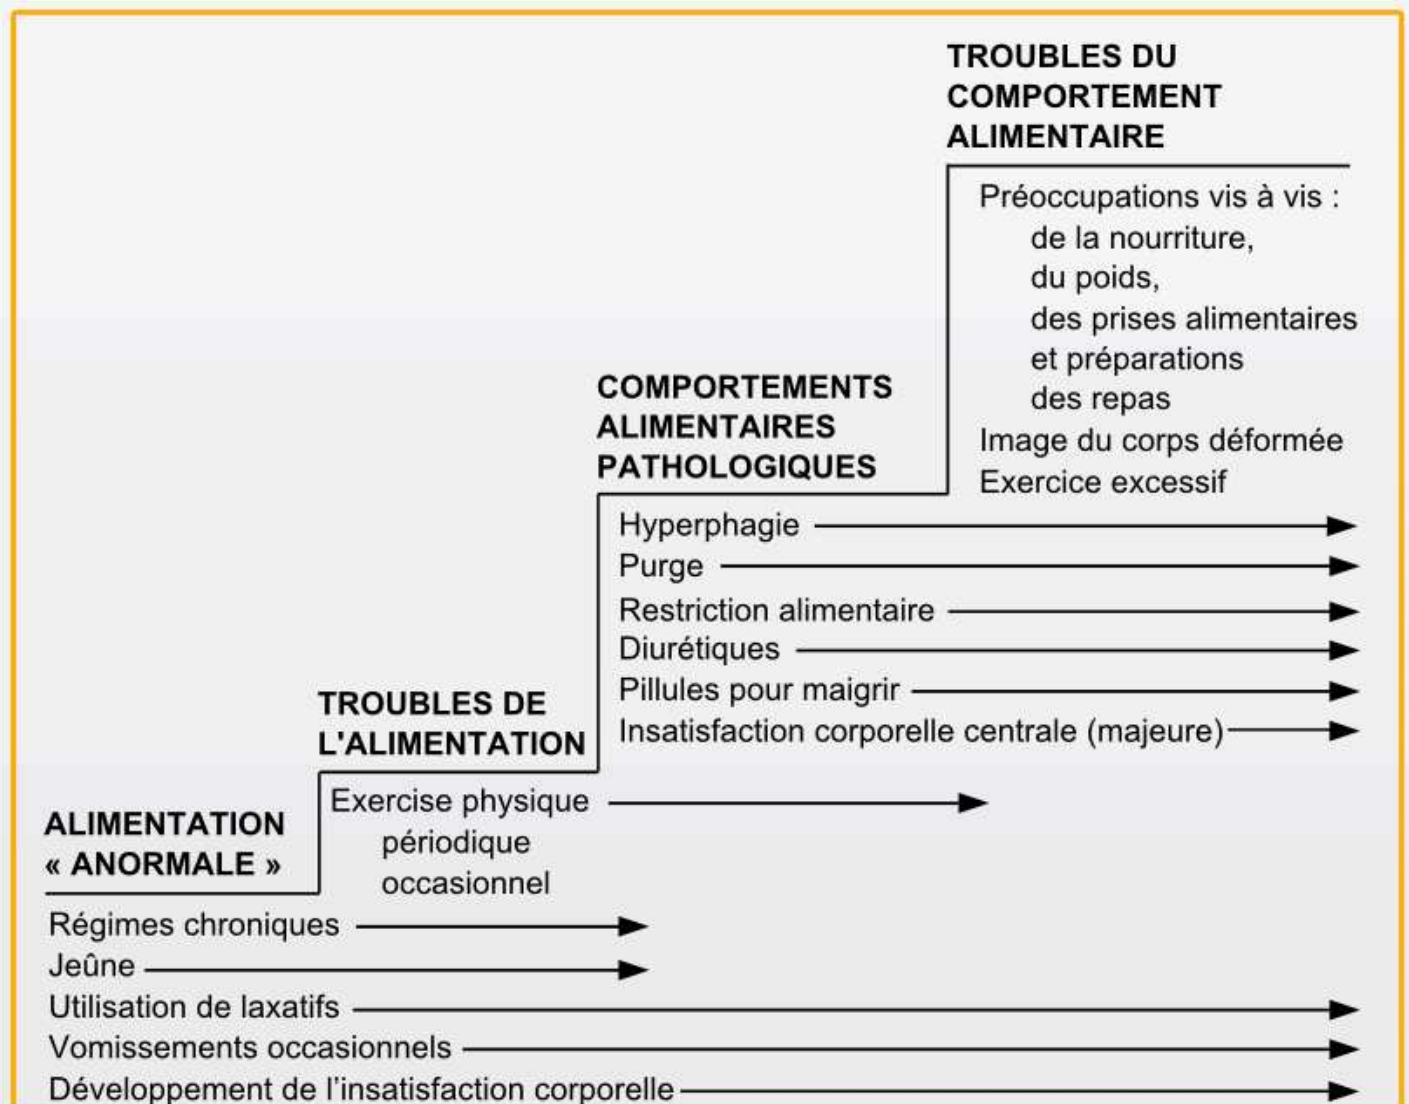 TROUBLES DU
COMPORTEMENT
ALIMENTAIRE
Préoccupations vis à vis :
de la nourriture,
du poids,
des prises alimentaires
et préparations
des repas
Image du corps déformée
Exercice excessif
COMPORTEMENTS
ALIMENTAIRES
PATHOLOGIQUES
Hyperphagie
Purge
Restriction alimentaire
Diurétiques
Pillules pour maigrir
Insatisfaction corporelle centrale (majeure)
TROUBLES DE
L'ALIMENTATION
Exercise physique
périodique
occasionnel
ALIMENTATION
« ANORMALE »
Régimes chroniques
Jeûne
Utilisation de laxatifs
Vomissements occasionnels
Développement de l’insatisfaction corporelle